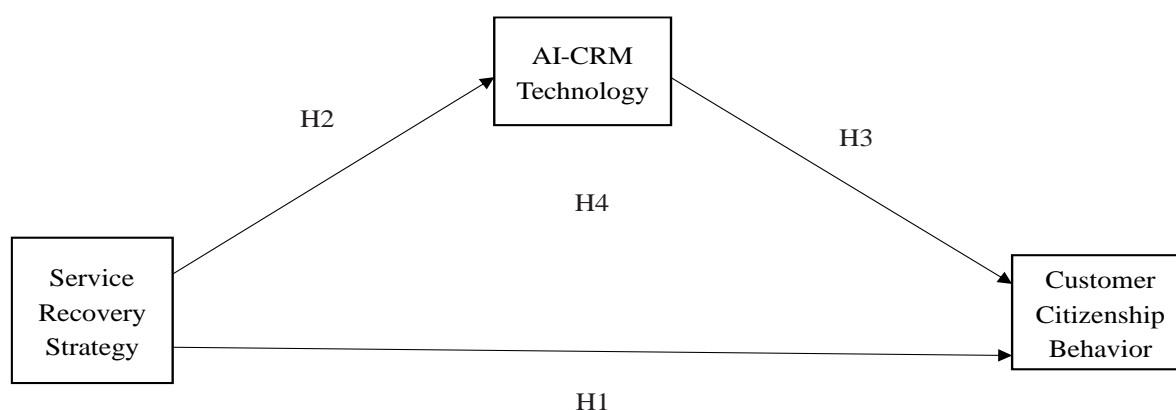 AI-CRM
Technology
H2
H3
H4
Service
Recovery
Strategy
Customer
Citizenship
Behavior
H1